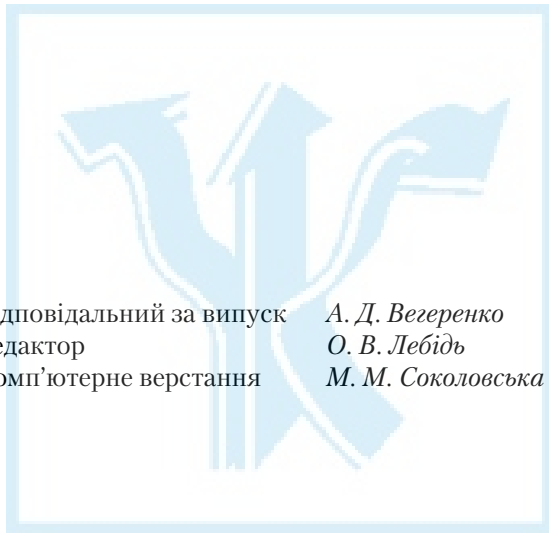 дповідальний за випуск А. Д. Вегеренко
едактор О. В. Лебідь
омп'ютерне верстання М. М. Соколовська